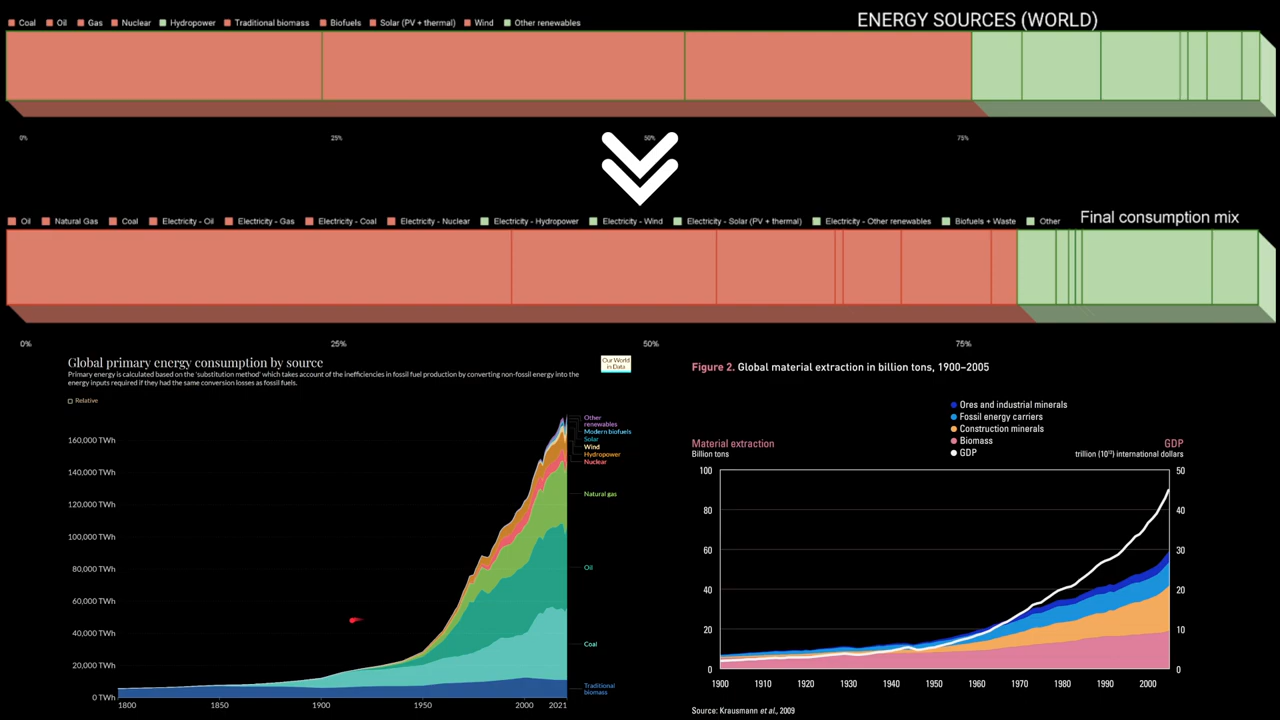 Coal Oil Gas Nuclear Hydropower Traditional biomass Biofuels Solar (PV + thermal) Wind Other renewables
ENERGY SOURCES (WORLD)
0% 25% 50% 75%
Oil Natural Gas Coal Electricity - Oil Electricity - Gas Electricity - Coal Electricity - Nuclear Electricity - Hydropower Electricity - Wind Electricity - Solar (PV + thermal) Electricity - Other renewables Biofuels + Waste Other
Final consumption mix
0% 25% 50% 75%
Global primary energy consumption by source
Primary energy is calculated based on the 'substitution method' which takes account of the inefficiencies in fossil fuel production by converting non-fossil energy into the
energy inputs required if they had the same conversion losses as fossil fuels.
Our World
in Data
Relative
160,000 TWh
140,000 TWh
120,000 TWh
100,000 TWh
80,000 TWh
60,000 TWh
40,000 TWh
20,000 TWh
0 TWh
1800 1850 1900 1950 2000 2021
Other
renewables
Modern biofuels
Solar
Wind
Hydropower
Nuclear
Natural gas
Oil
Coal
Traditional
biomass
Figure 2. Global material extraction in billion tons, 1900–2005
Ores and industrial minerals
Fossil energy carriers
Construction minerals
Biomass
GDP
Material extraction
Billion tons
GDP
trillion (10¹²) international dollars
100 50
80 40
60 30
40 20
20 10
0 0
1900 1910 1920 1930 1940 1950 1960 1970 1980 1990 2000
Source: Krausmann et al., 2009